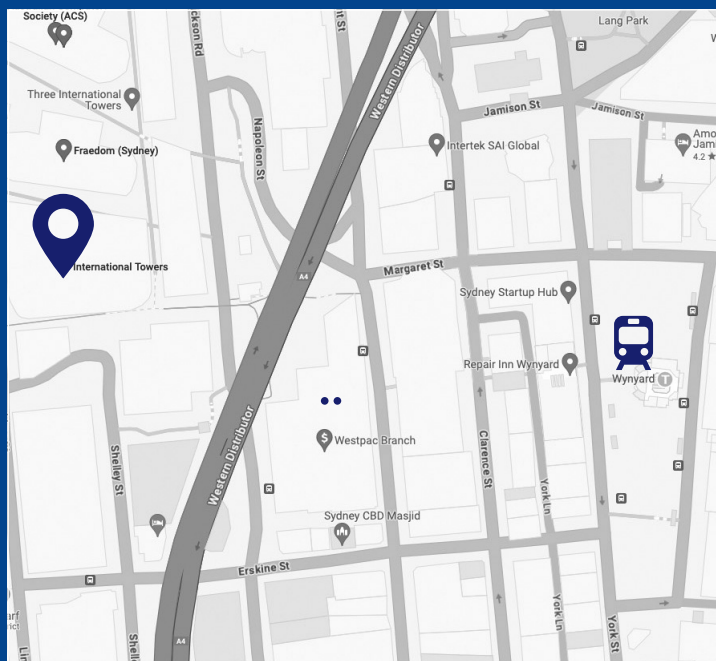 Society (ACS)
Three International
Towers
Fraedom (Sydney)
International Towers
Napoleon St
Western Distributor
Lang Park
Jamison St
Jamison St
Intertek SAI Global
4.2 ★
A4
Margaret St
Sydney Startup Hub
Repair Inn Wynyard
Wynyard
T
Western Distributor
$
Westpac Branch
Shelley St
Clarence St
York Ln
Sydney CBD Masjid
Erskine St
York Ln
York St
A4